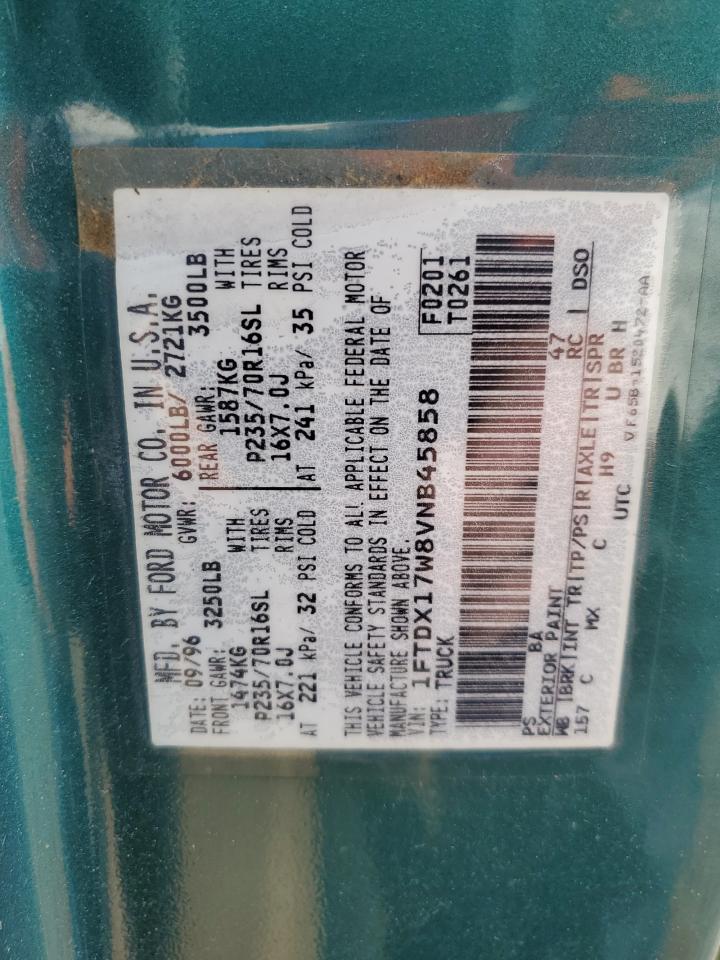 MFD. BY FORD MOTOR CO. IN U.S.A.
DATE: 09/96 GVWR: 6000LB/ 2721KG
FRONT GAWR: 3250LB REAR GAWR: 3500LB
1474KG WITH 1587KG WITH
P235/70R16SL TIRES P235/70R16SL TIRES
16X7.0J RIMS 16X7.0J RIMS
AT 221 kPa/ 32 PSI COLD AT 241 kPa/ 35 PSI COLD
THIS VEHICLE CONFORMS TO ALL APPLICABLE FEDERAL MOTOR
VEHICLE SAFETY STANDARDS IN EFFECT ON THE DATE OF
MANUFACTURE SHOWN ABOVE.
VIN: 1FTDX17W8VNB45858 F0201
TYPE: TRUCK T0261
PS BA 47
EXTERIOR PAINT RC DSO
WB BRK INT TR TP/PS R AXLE TR SPR
157 C MX C H9 U BR H
UTC